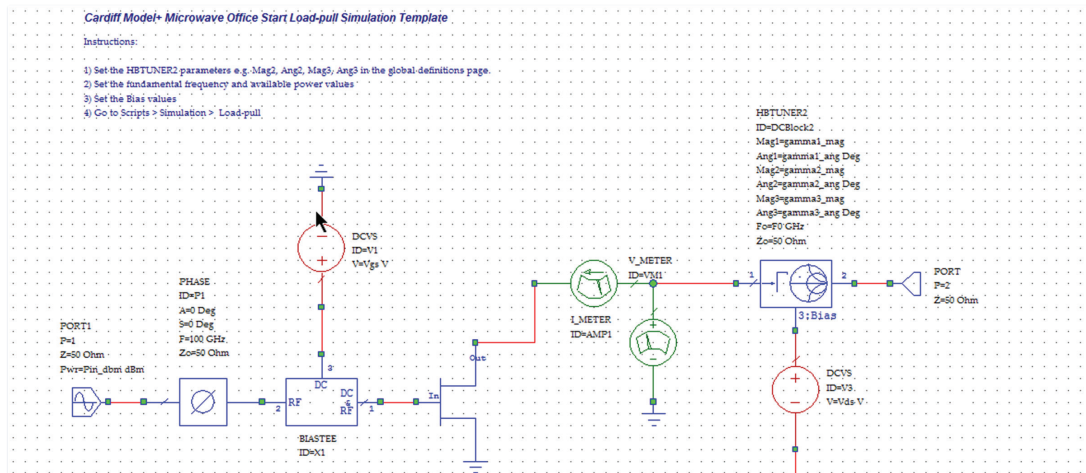 Cardiff Model+ Microwave Office Start Load-pull Simulation Template
Instructions:
1) Set the HBTUNER2 parameters e.g. Mag2, Ang2, Mag3, Ang3 in the global definitions page.
2) Set the fundamental frequency and available power values
3) Set the Bias values
4) Go to Scripts > Simulation > Load-pull
HBTUNER2
ID=DCBlock2
Mag1=gamma1_mag
Ang1=gamma1_ang Deg
Mag2=gamma2_mag
Ang2=gamma2_ang Deg
Mag3=gamma3_mag
Ang3=gamma3_ang Deg
Fo=F0 GHz
Zo=50 Ohm
DCVS
ID=V1
V=Vgs V
PHASE
ID=P1
A=0 Deg
S=0 Deg
F=100 GHz
Zo=50 Ohm
PORT1
P=1
Z=50 Ohm
Pwr=Pin_dbm dBm
3
DC
RF
DC
&
RF
2
1
BIASTEE
ID=X1
In
Out
I_METER
ID=AMP1
V_METER
ID=VM1
1
2
3:Bias
PORT
P=2
Z=50 Ohm
DCVS
ID=V3
V=Vds V